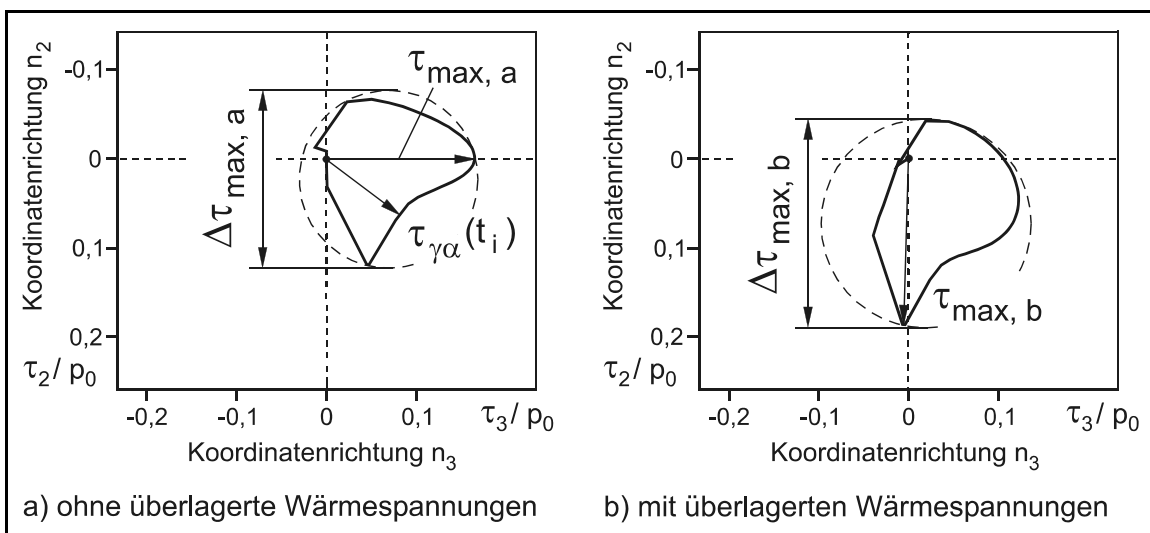 Koordinatenrichtung n2
-0,1
0
0,1
0,2
τ2/ p0
Δτmax, a
τmax, a
τγα(ti)
-0,2
-0,1
0
0,1
τ3/ p0
Koordinatenrichtung n3
a) ohne überlagerte Wärmespannungen
Koordinatenrichtung n2
-0,1
0
0,1
0,2
τ2/ p0
Δτmax, b
τmax, b
-0,2
-0,1
0
0,1
τ3/ p0
Koordinatenrichtung n3
b) mit überlagerten Wärmespannungen